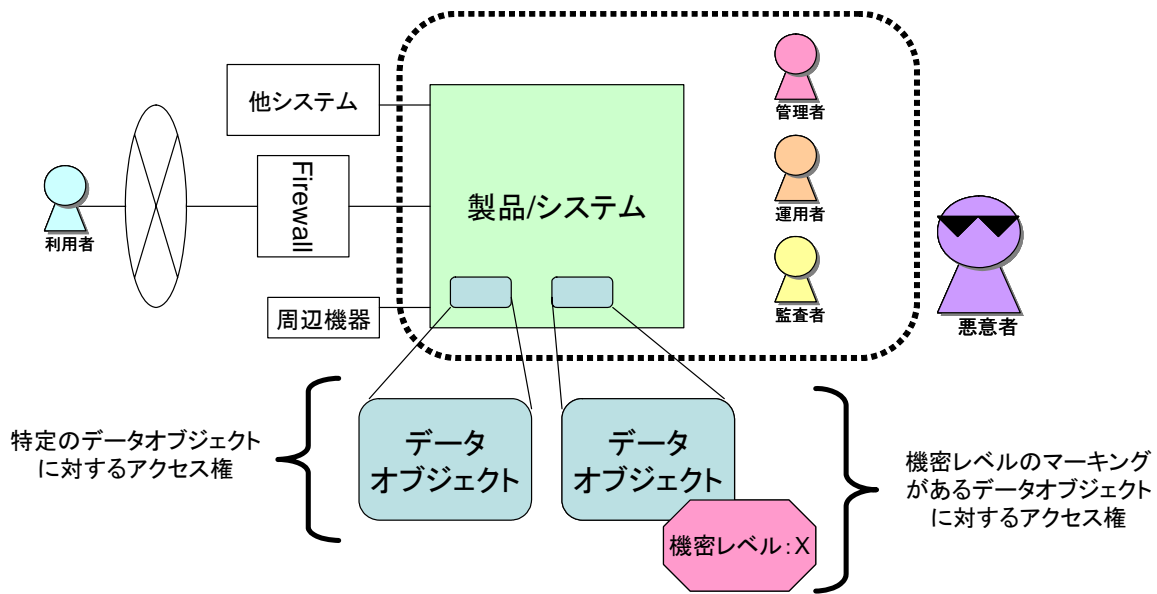 他システム
Firewall
利用者
周辺機器
製品/システム
管理者
運用者
監査者
悪意者
特定のデータオブジェクト
に対するアクセス権
データ
オブジェクト
データ
オブジェクト
機密レベル:X
機密レベルのマーキング
があるデータオブジェクト
に対するアクセス権